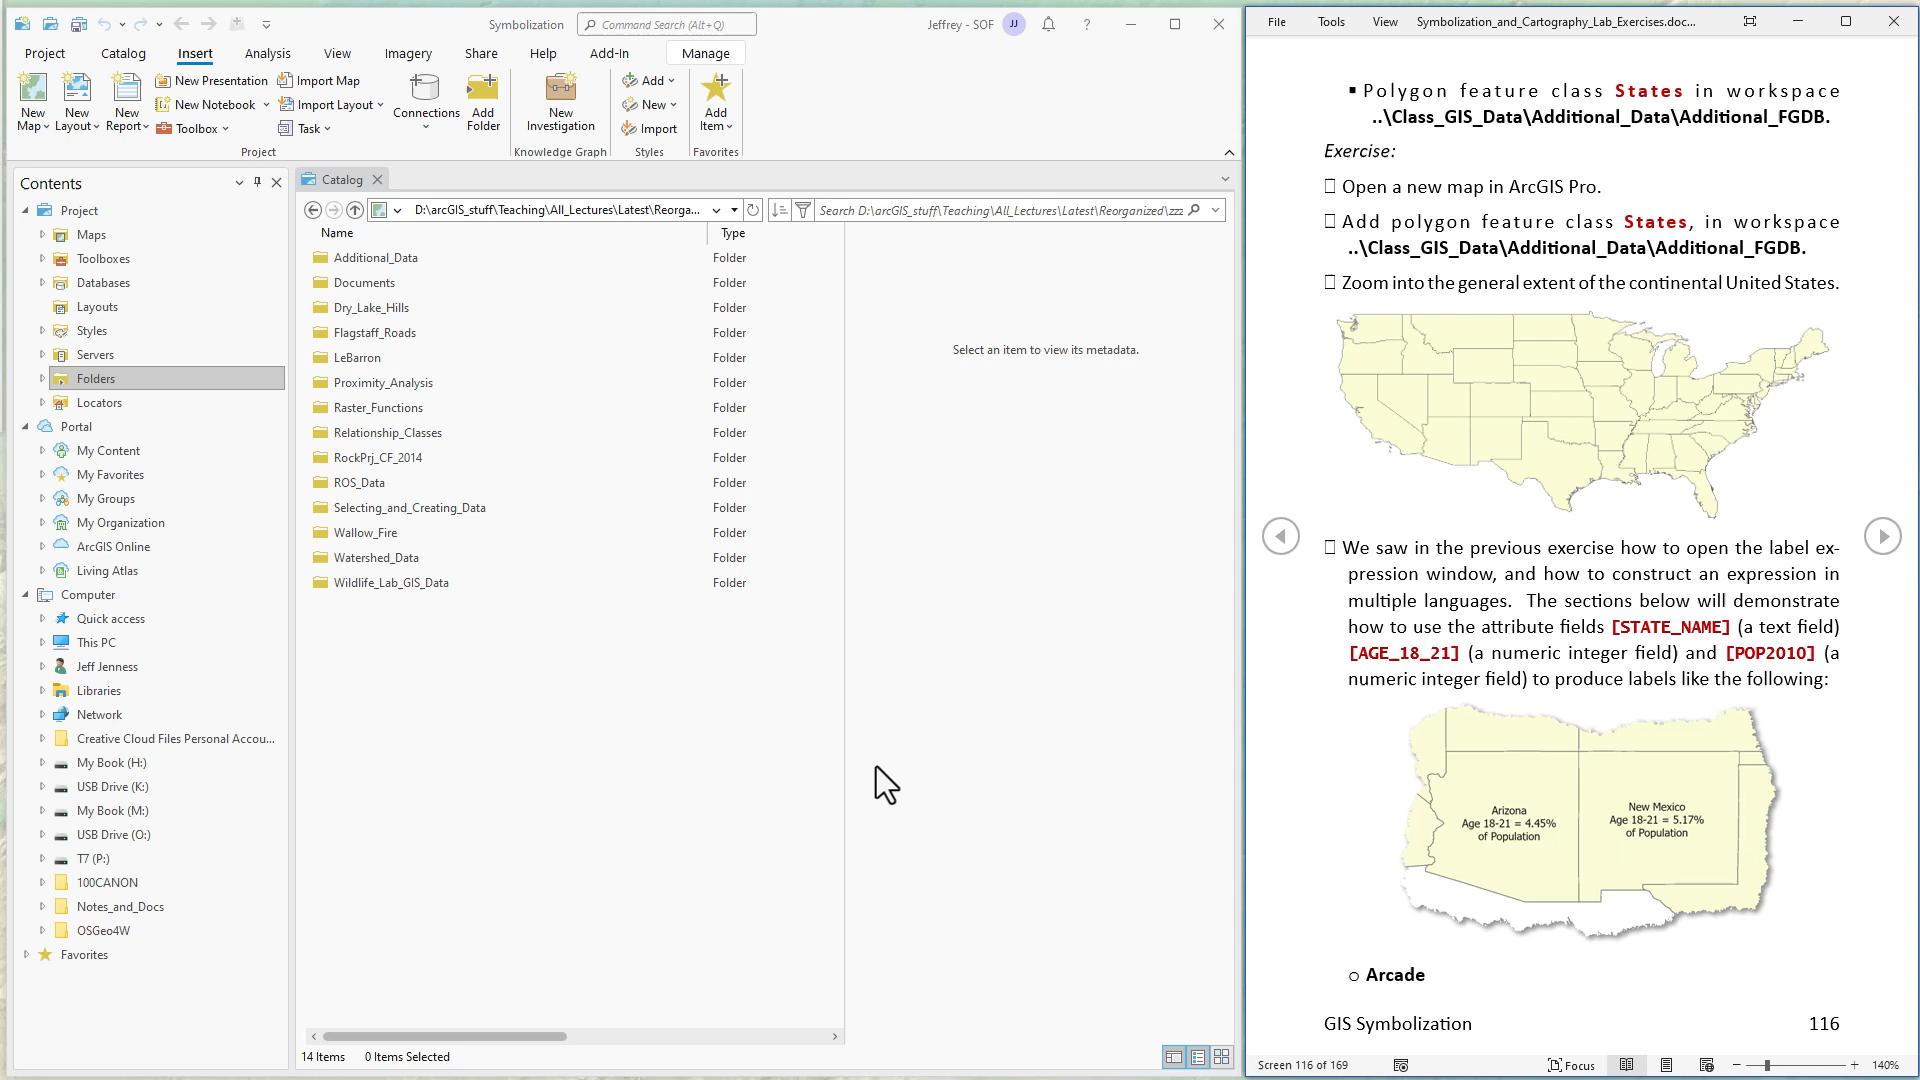 Symbolization
Command Search (Alt+Q)
Jeffrey - SOF
JJ
?
Project
Catalog
Insert
Analysis
View
Imagery
Share
Help
Add-In
Manage
New Map
New Layout
New Report
New Presentation
New Notebook
Toolbox
Import Map
Import Layout
Task
Connections
Add Folder
New Investigation
Add
New
Import
Add Item
Project
Knowledge Graph
Styles
Favorites
Contents
Project
Maps
Toolboxes
Databases
Layouts
Styles
Servers
Folders
Locators
Portal
My Content
My Favorites
My Groups
My Organization
ArcGIS Online
Living Atlas
Computer
Quick access
This PC
Jeff Jenness
Libraries
Network
Creative Cloud Files Personal Accou...
My Book (H:)
USB Drive (K:)
My Book (M:)
USB Drive (O:)
T7 (P:)
100CANON
Notes_and_Docs
OSGeo4W
Favorites
Catalog
D:\arcGIS_stuff\Teaching\All_Lectures\Latest\Reorga...
Search D:\arcGIS_stuff\Teaching\All_Lectures\Latest\Reorganized\zzz
Name Type
Additional_Data Folder
Documents Folder
Dry_Lake_Hills Folder
Flagstaff_Roads Folder
LeBarron Folder
Proximity_Analysis Folder
Raster_Functions Folder
Relationship_Classes Folder
RockPrj_CF_2014 Folder
ROS_Data Folder
Selecting_and_Creating_Data Folder
Wallow_Fire Folder
Watershed_Data Folder
Wildlife_Lab_GIS_Data Folder
Select an item to view its metadata.
14 Items 0 Items Selected
File Tools View Symbolization_and_Cartography_Lab_Exercises.doc...
▪ Polygon feature class States in workspace
..\Class_GIS_Data\Additional_Data\Additional_FGDB.
Exercise:
□ Open a new map in ArcGIS Pro.
□ Add polygon feature class States, in workspace
..\Class_GIS_Data\Additional_Data\Additional_FGDB.
□ Zoom into the general extent of the continental United States.
□ We saw in the previous exercise how to open the label ex-
pression window, and how to construct an expression in
multiple languages. The sections below will demonstrate
how to use the attribute fields [STATE_NAME] (a text field)
[AGE_18_21] (a numeric integer field) and [POP2010] (a
numeric integer field) to produce labels like the following:
Arizona
Age 18-21 = 4.45%
of Population
New Mexico
Age 18-21 = 5.17%
of Population
o Arcade
GIS Symbolization 116
Screen 116 of 169
Focus
140%